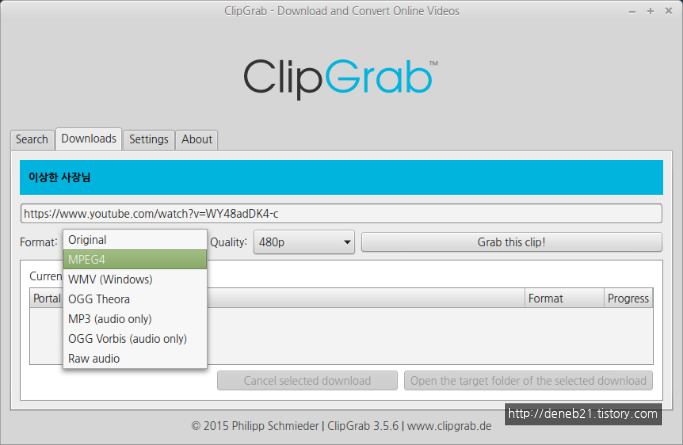 ClipGrab - Download and Convert Online Videos
ClipGrab™
Search Downloads Settings About
이상한 사장님
https://www.youtube.com/watch?v=WY48adDK4-c
Format: Quality: 480p Grab this clip!
Original
MPEG4
WMV (Windows)
OGG Theora
MP3 (audio only)
OGG Vorbis (audio only)
Raw audio
Portal Format Progress
Cancel selected download Open the target folder of the selected download
http://deneb21.tistory.com
© 2015 Philipp Schmieder | ClipGrab 3.5.6 | www.clipgrab.de